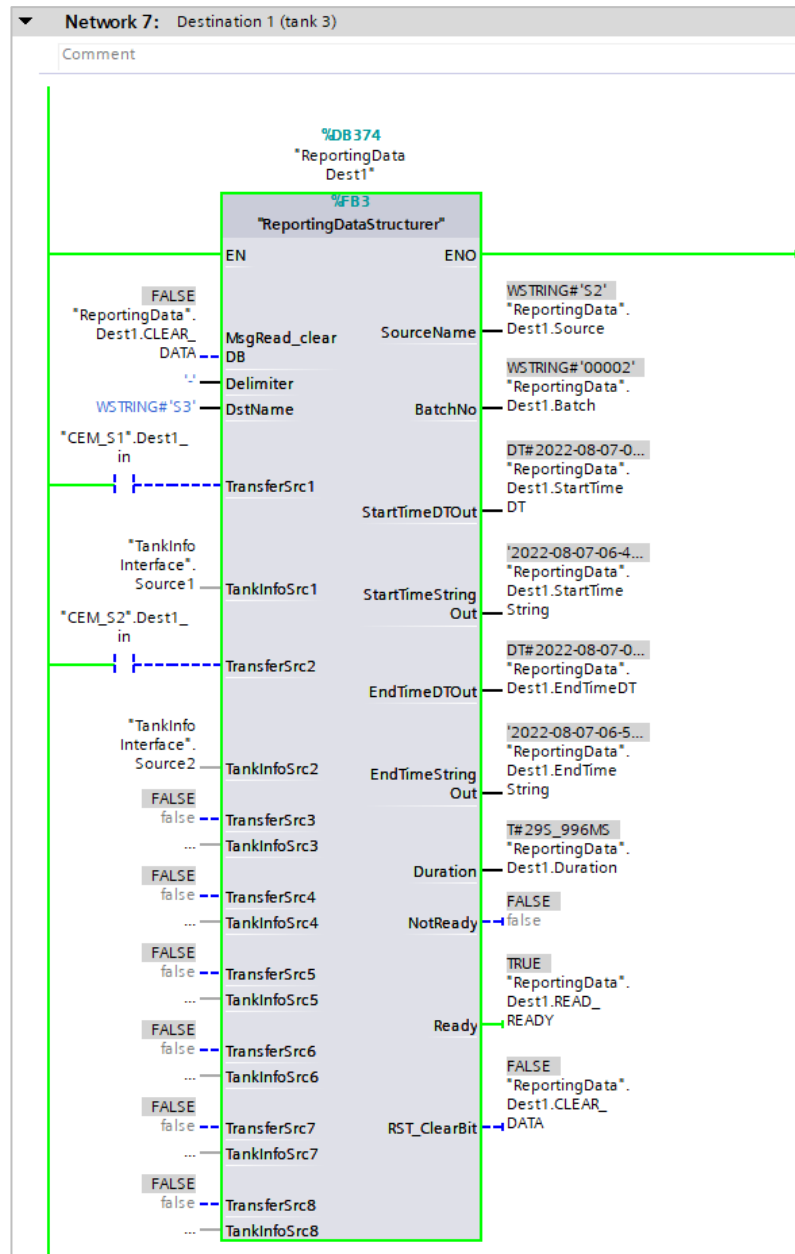 Network 7: Destination 1 (tank 3)
Comment
%DB374
"ReportingData
Dest1"
%FB3
"ReportingDataStructurer"
EN
ENO
FALSE
"ReportingData".
Dest1.CLEAR_
DATA
MsgRead_clear
DB
'-'
Delimiter
WSTRING#'S3'
DstName
"CEM_S1".Dest1_
in
TransferSrc1
"TankInfo
Interface".
Source1
TankInfoSrc1
"CEM_S2".Dest1_
in
TransferSrc2
"TankInfo
Interface".
Source2
TankInfoSrc2
FALSE
false
TransferSrc3
...
TankInfoSrc3
FALSE
false
TransferSrc4
...
TankInfoSrc4
FALSE
false
TransferSrc5
...
TankInfoSrc5
FALSE
false
TransferSrc6
...
TankInfoSrc6
FALSE
false
TransferSrc7
...
TankInfoSrc7
FALSE
false
TransferSrc8
...
TankInfoSrc8
SourceName
WSTRING#'S2'
"ReportingData".
Dest1.Source
BatchNo
WSTRING#'00002'
"ReportingData".
Dest1.Batch
StartTimeDTOut
DT#2022-08-07-0...
"ReportingData".
Dest1.StartTime
DT
StartTimeString
Out
'2022-08-07-06-4...
"ReportingData".
Dest1.StartTime
String
EndTimeDTOut
DT#2022-08-07-0...
"ReportingData".
Dest1.EndTimeDT
EndTimeString
Out
'2022-08-07-06-5...
"ReportingData".
Dest1.EndTime
String
Duration
T#29S_996MS
"ReportingData".
Dest1.Duration
NotReady
FALSE
false
Ready
TRUE
"ReportingData".
Dest1.READ_
READY
RST_ClearBit
FALSE
"ReportingData".
Dest1.CLEAR_
DATA